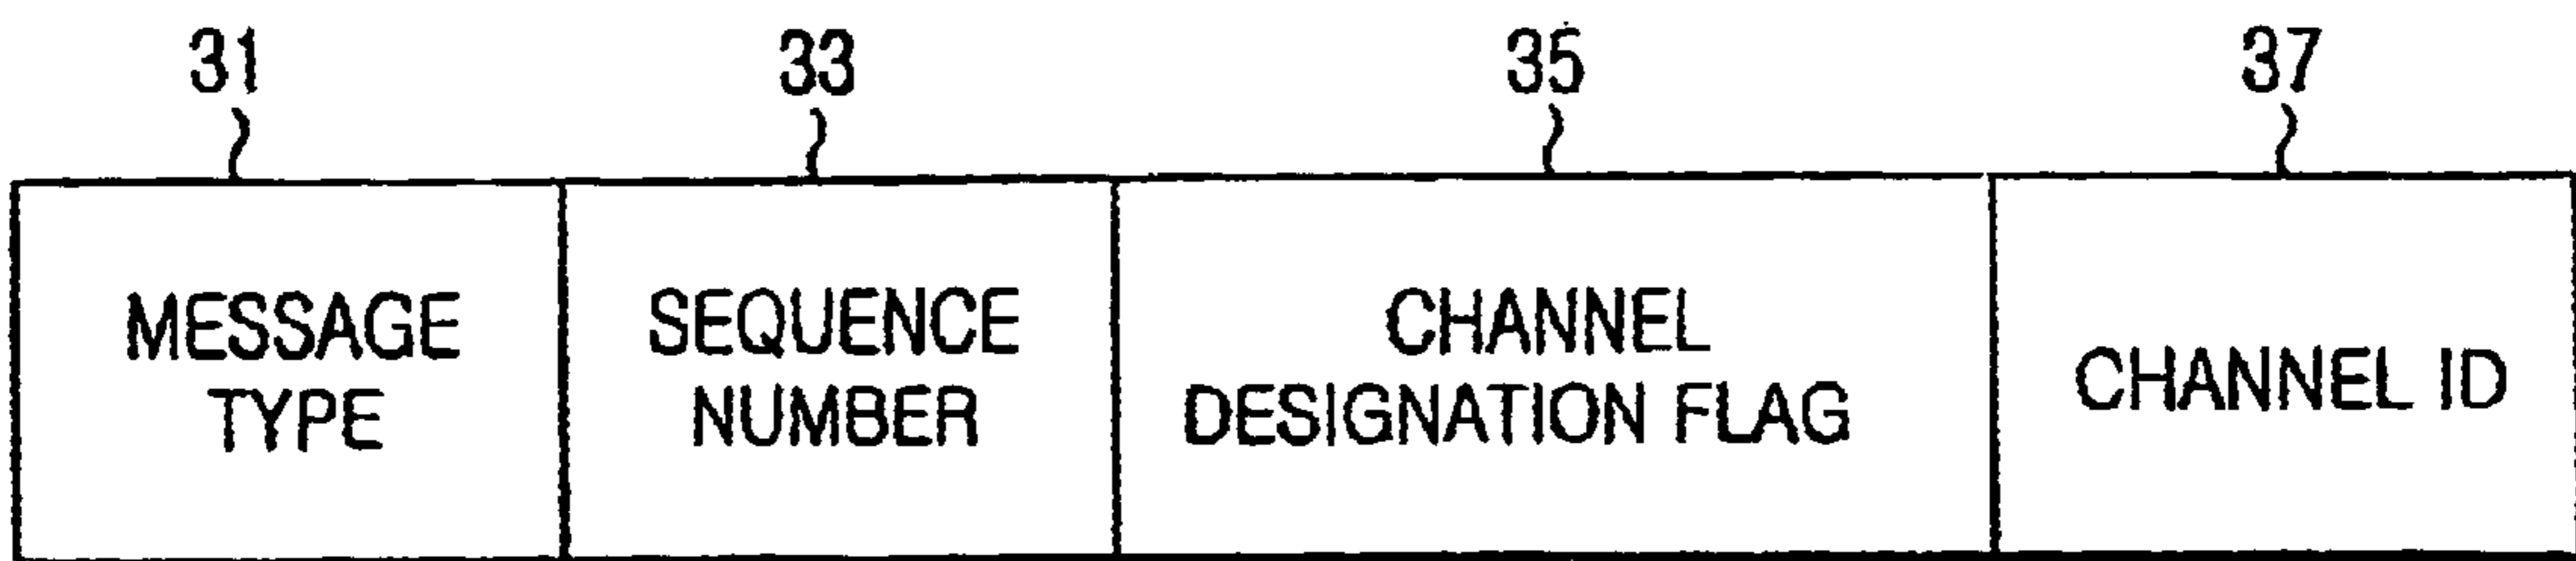 31 33 35 37
MESSAGE TYPE
SEQUENCE NUMBER
CHANNEL DESIGNATION FLAG
CHANNEL ID